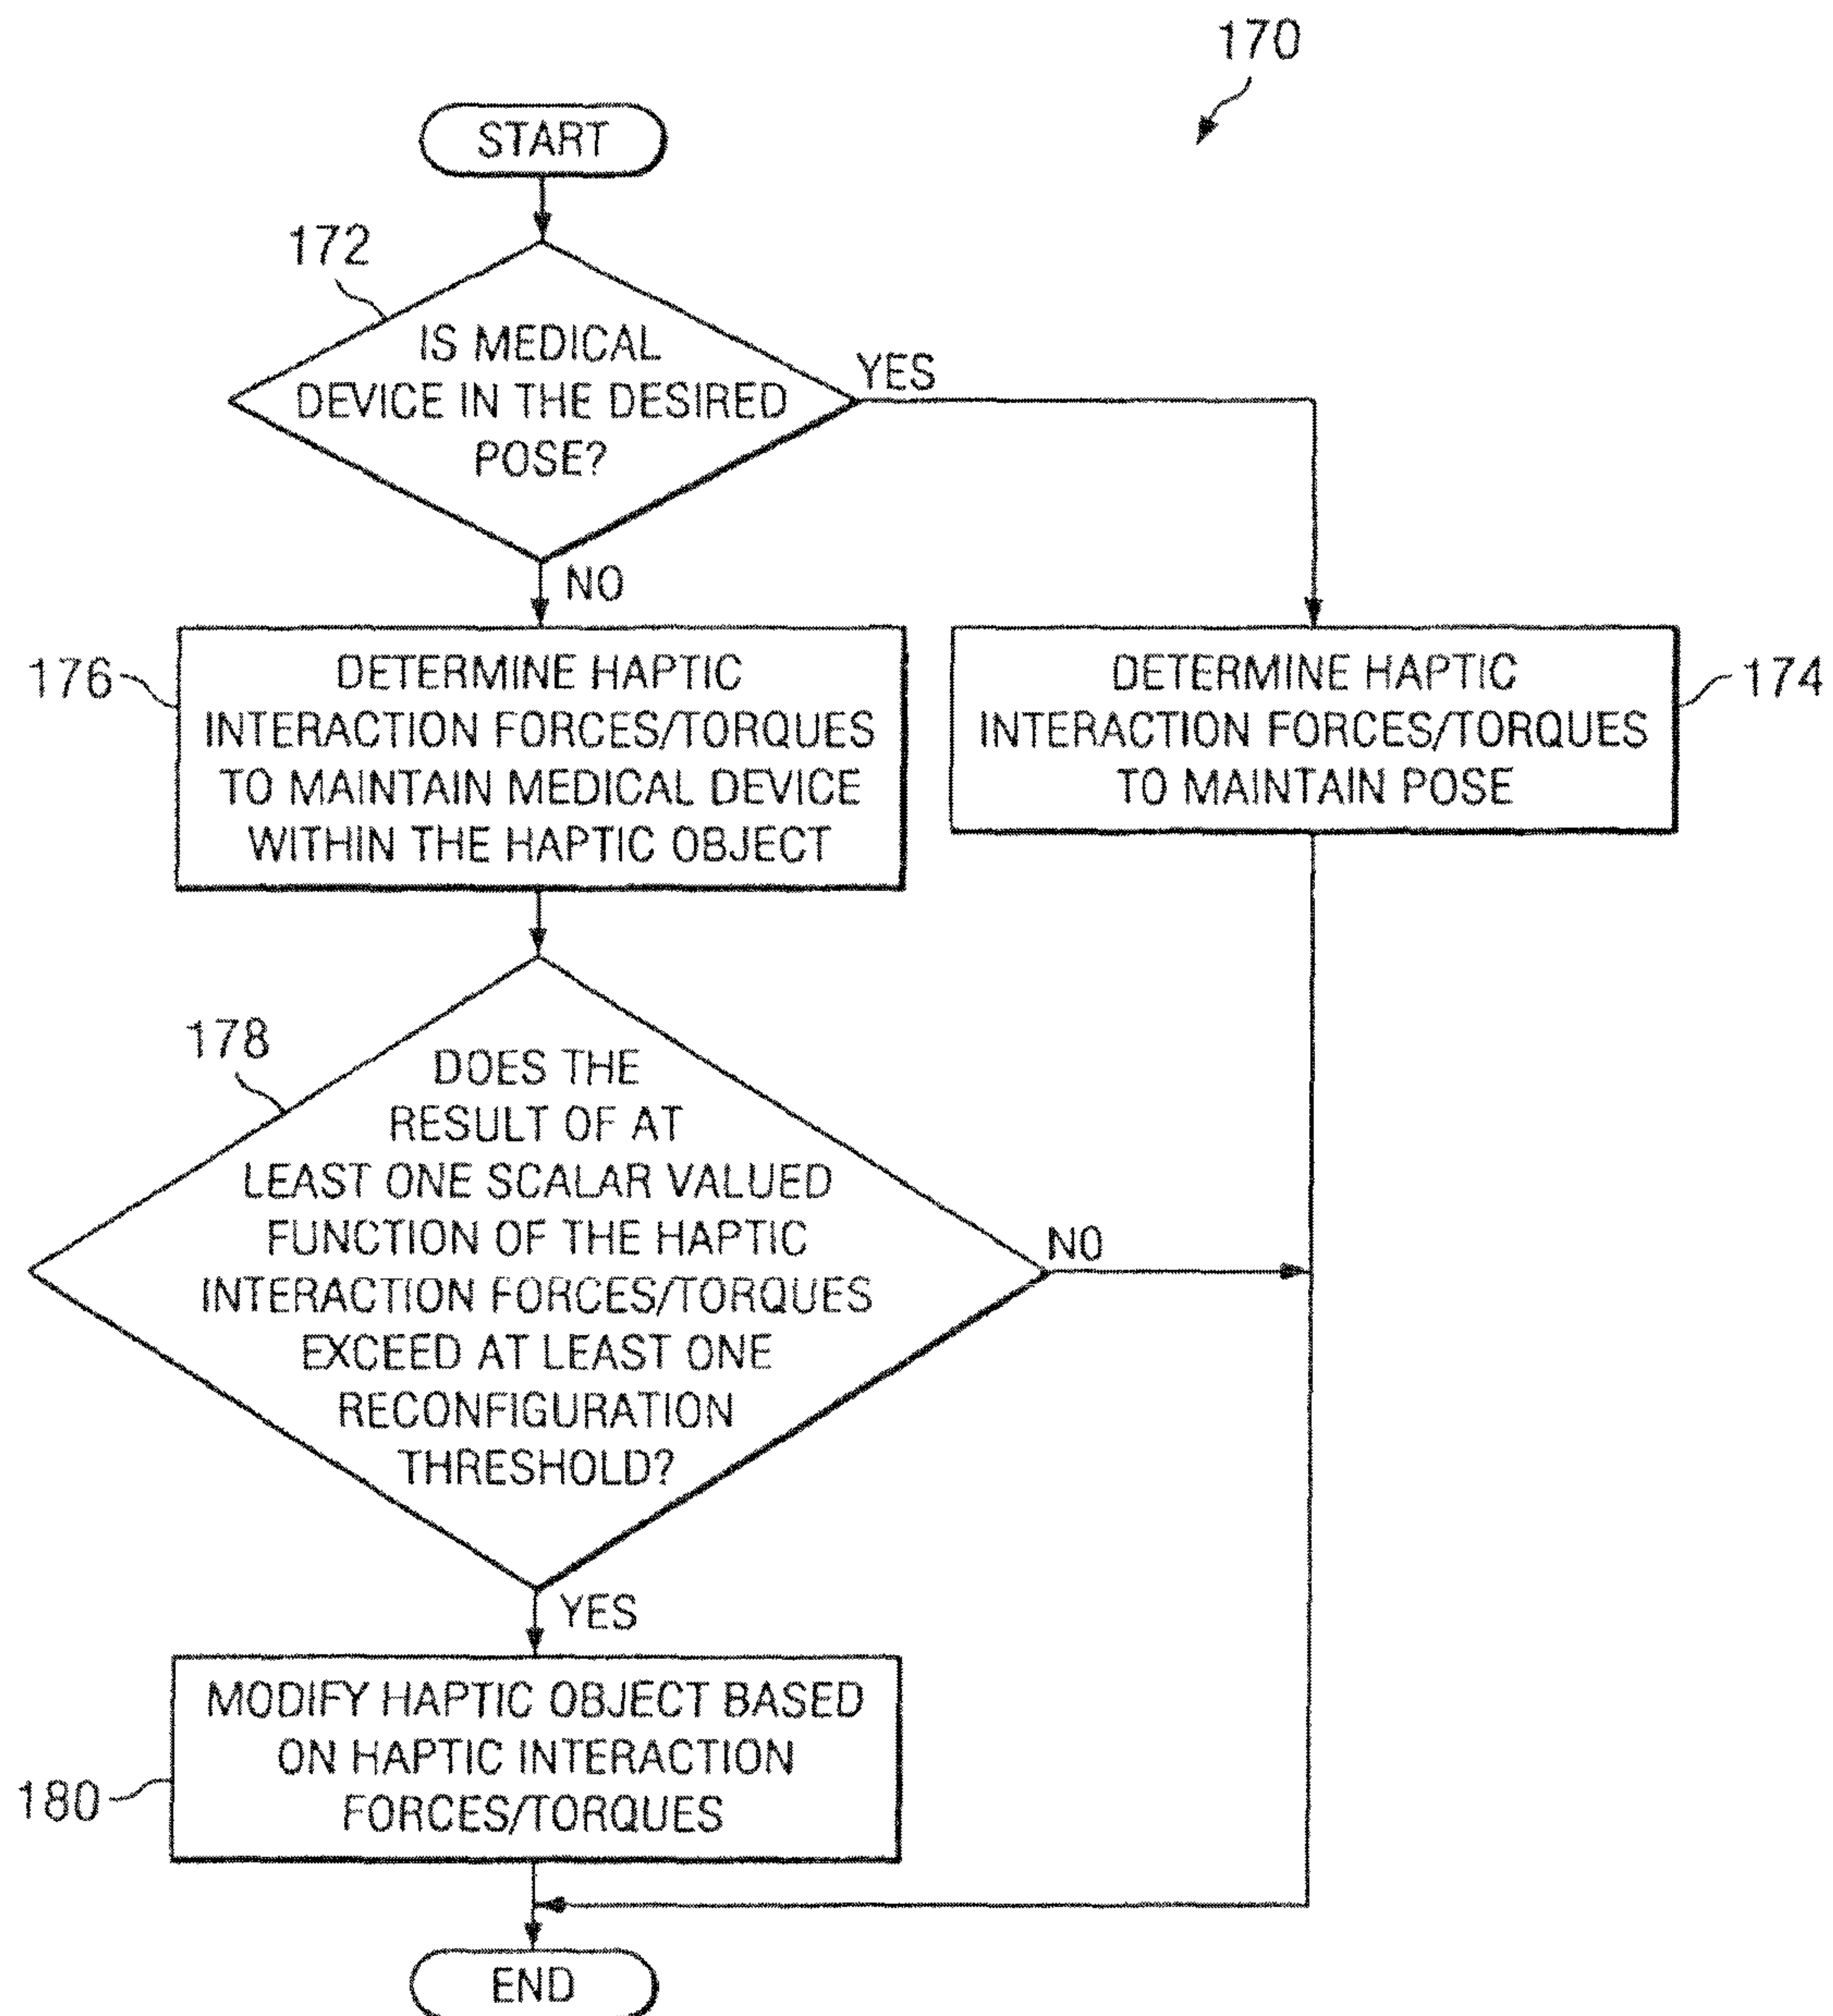 170
START
172
IS MEDICAL
DEVICE IN THE DESIRED
POSE?
YES
NO
176
DETERMINE HAPTIC
INTERACTION FORCES/TORQUES
TO MAINTAIN MEDICAL DEVICE
WITHIN THE HAPTIC OBJECT
DETERMINE HAPTIC
INTERACTION FORCES/TORQUES
TO MAINTAIN POSE
174
178
DOES THE
RESULT OF AT
LEAST ONE SCALAR VALUED
FUNCTION OF THE HAPTIC
INTERACTION FORCES/TORQUES
EXCEED AT LEAST ONE
RECONFIGURATION
THRESHOLD?
NO
YES
MODIFY HAPTIC OBJECT BASED
ON HAPTIC INTERACTION
FORCES/TORQUES
180
END